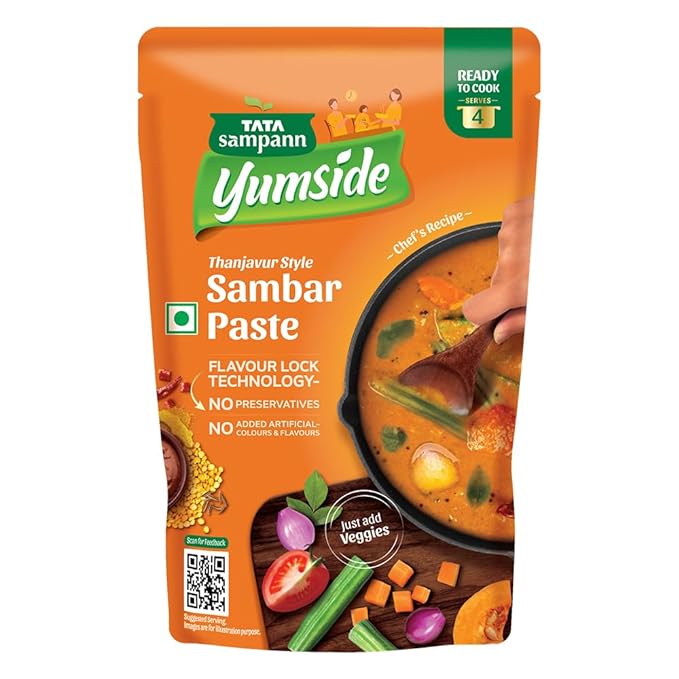 READY
TO COOK
SERVES
4
TATA
sampann
Yumside
Chef's Recipe
Thanjavur Style
Sambar
Paste
FLAVOUR LOCK
TECHNOLOGY-
NO PRESERVATIVES
NO ADDED ARTIFICIAL-
COLOURS & FLAVOURS
Just add
Veggies
Scan for Feedback
Suggested Serving.
Images are for illustration purpose.